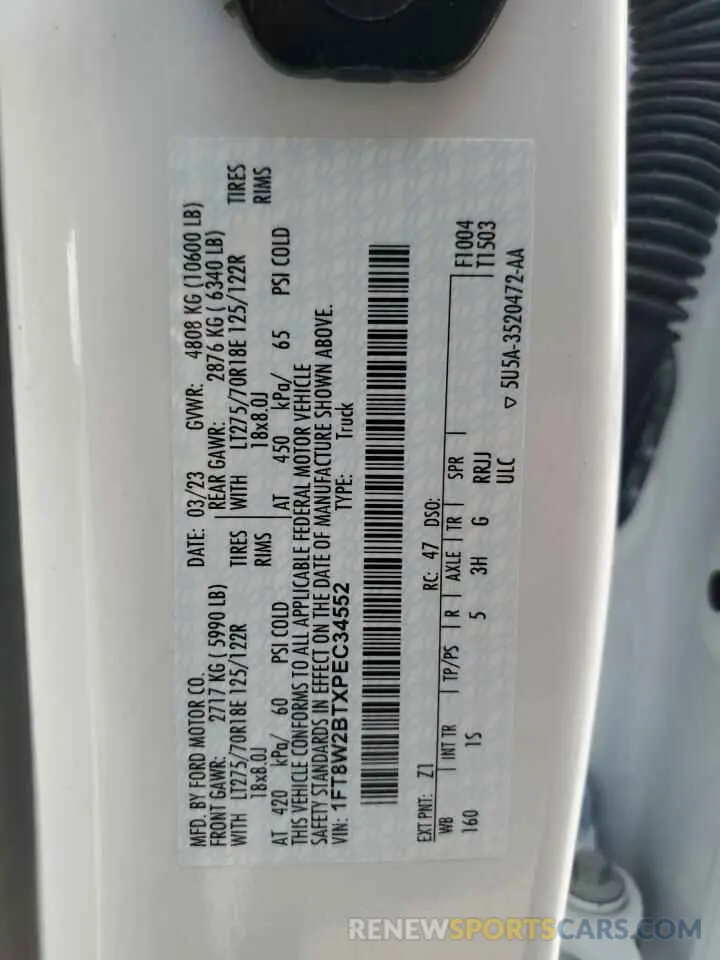 MFD. BY FORD MOTOR CO.
DATE: 03/23 GVWR: 4808 KG (10600 LB)
FRONT GAWR: 2717 KG ( 5990 LB)
REAR GAWR: 2876 KG ( 6340 LB)
WITH LT275/70R18E 125/122R TIRES
WITH LT275/70R18E 125/122R TIRES
18x8.0J RIMS
18x8.0J RIMS
AT 420 kPa/ 60 PSI COLD
AT 450 kPa/ 65 PSI COLD
THIS VEHICLE CONFORMS TO ALL APPLICABLE FEDERAL MOTOR VEHICLE
SAFETY STANDARDS IN EFFECT ON THE DATE OF MANUFACTURE SHOWN ABOVE.
VIN: 1FT8W2BTXPEC34552 TYPE: Truck
EXT PNT: Z1 RC: 47 DSO:
WB INT TR TP/PS R AXLE TR SPR F1004
160 1S 5 3H G RRJJ T1503
ULC ▽ 5U5A-3520472-AA
RENEWSPORTSCARS.COM